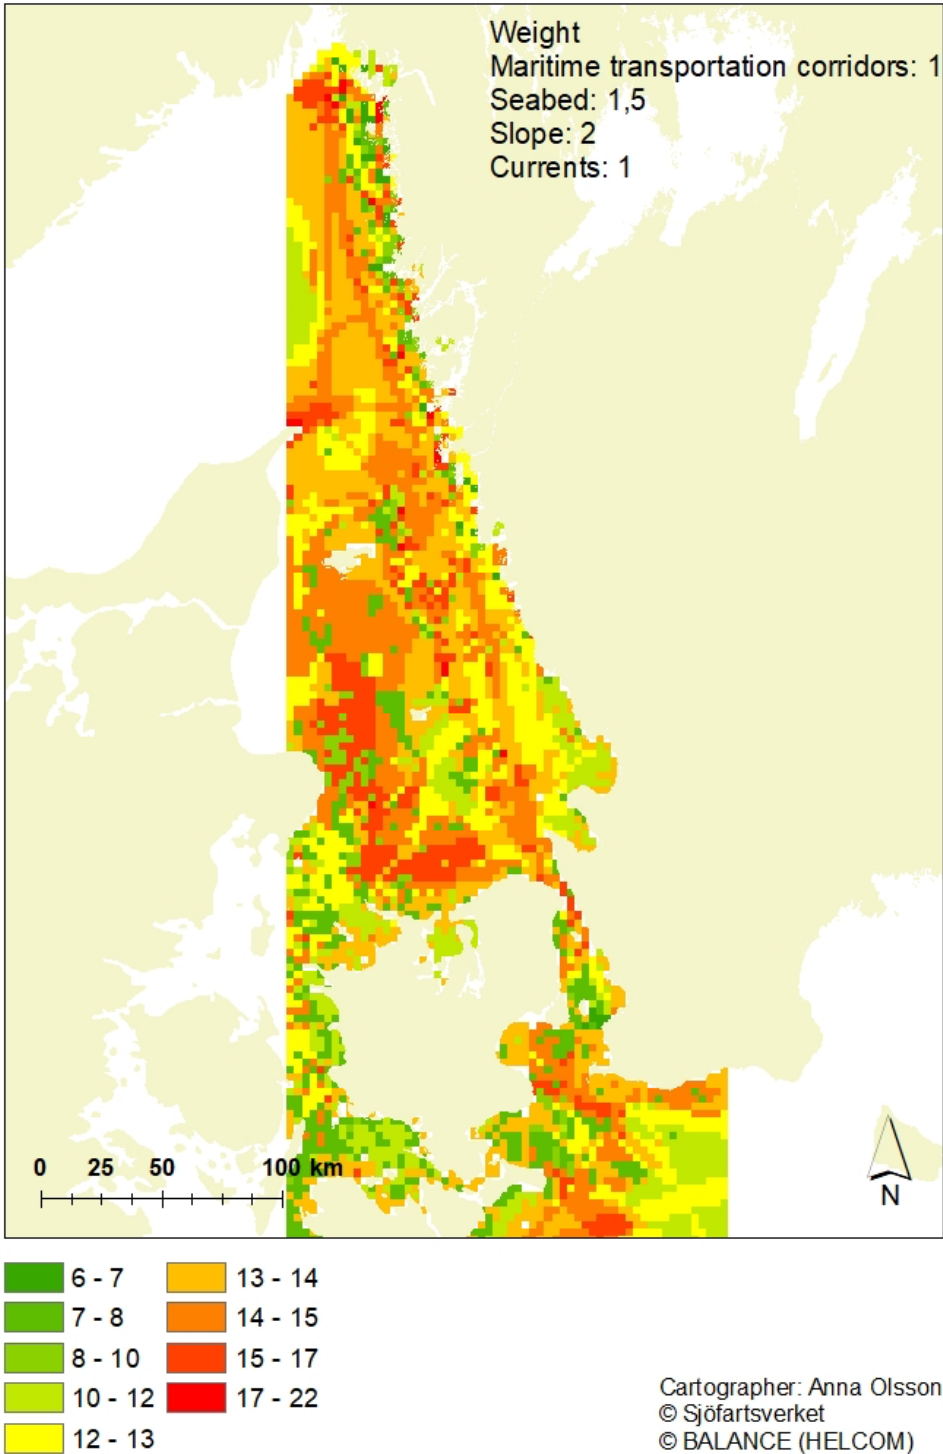 Weight
Maritime transportation corridors: 1
Seabed: 1,5
Slope: 2
Currents: 1
0 25 50 100 km
N
6 - 7
7 - 8
8 - 10
10 - 12
12 - 13
13 - 14
14 - 15
15 - 17
17 - 22
Cartographer: Anna Olsson
© Sjöfartsverket
© BALANCE (HELCOM)